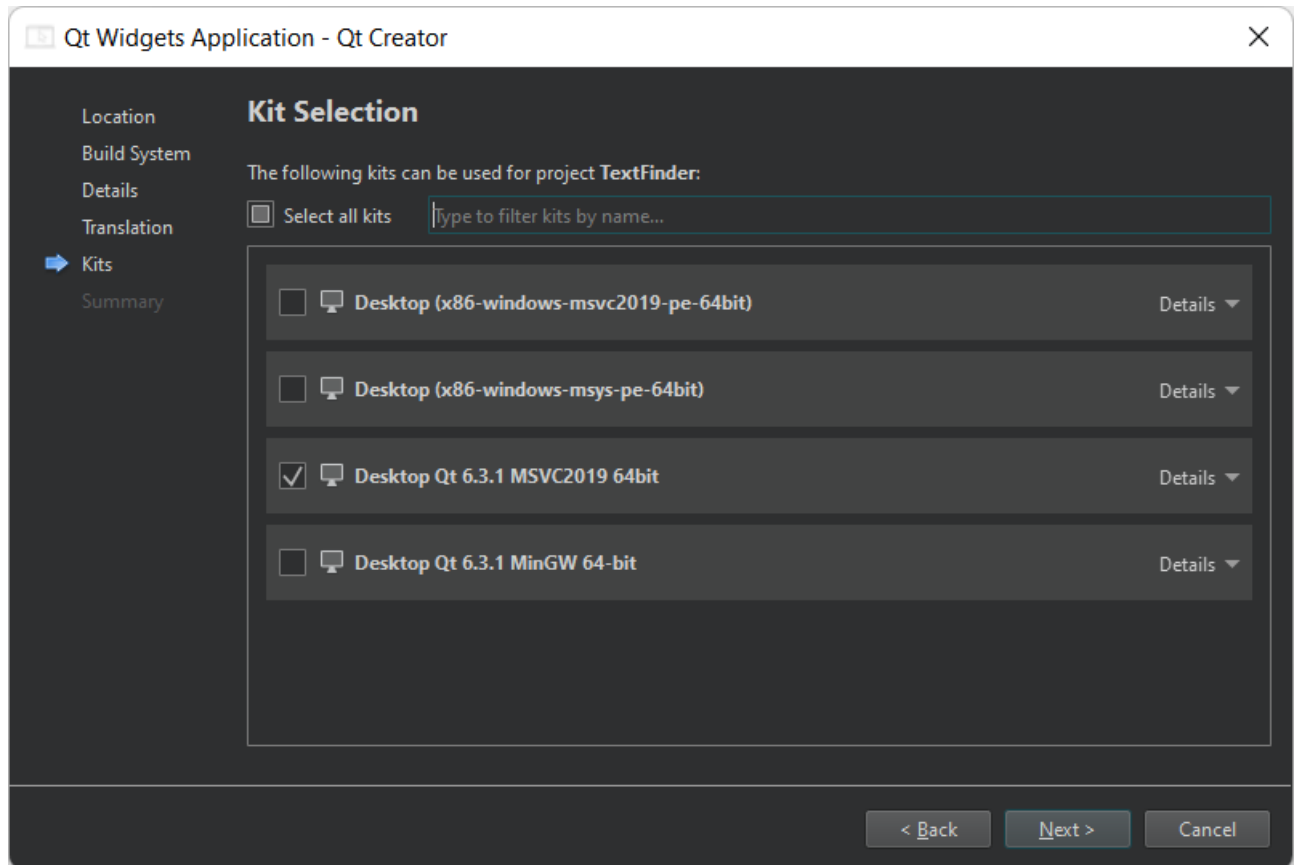 Qt Widgets Application - Qt Creator
Location
Build System
Details
Translation
Kits
Summary
Kit Selection
The following kits can be used for project TextFinder:
Select all kits
Type to filter kits by name...
Desktop (x86-windows-msvc2019-pe-64bit)
Details
Desktop (x86-windows-msys-pe-64bit)
Details
Desktop Qt 6.3.1 MSVC2019 64bit
Details
Desktop Qt 6.3.1 MinGW 64-bit
Details
< Back
Next >
Cancel